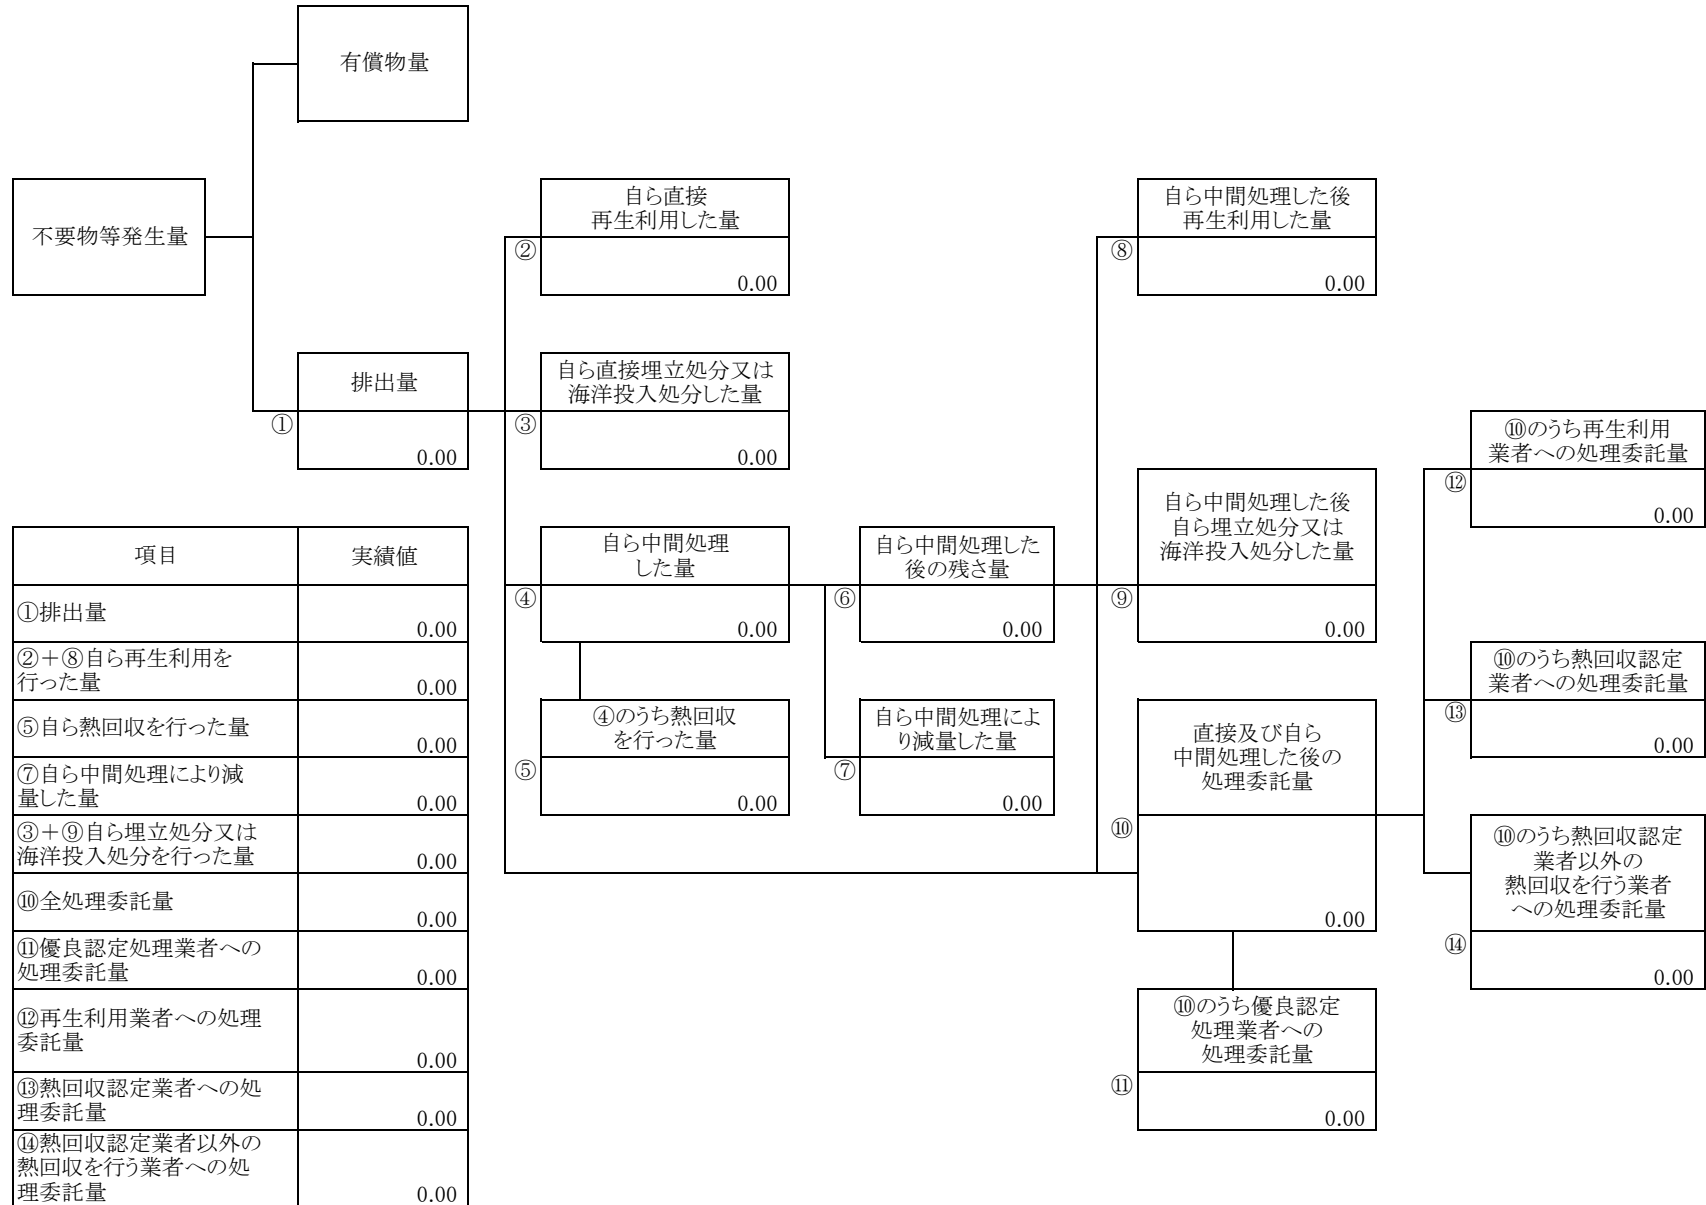 有償物量
不要物等発生量
自ら直接
再生利用した量
②
0.00
自ら中間処理した後
再生利用した量
⑧
0.00
排出量
①
0.00
自ら直接埋立処分又は
海洋投入処分した量
③
0.00
⑩のうち再生利用
業者への処理委託量
⑫
0.00
自ら中間処理
した量
④
0.00
自ら中間処理した
後の残さ量
⑥
0.00
自ら中間処理した後
自ら埋立処分又は
海洋投入処分した量
⑨
0.00
⑩のうち熱回収認定
業者への処理委託量
⑬
0.00
④のうち熱回収
を行った量
⑤
0.00
自ら中間処理によ
り減量した量
⑦
0.00
直接及び自ら
中間処理した後の
処理委託量
⑩
0.00
⑩のうち熱回収認定
業者以外の
熱回収を行う業者
への処理委託量
⑭
0.00
⑩のうち優良認定
処理業者への
処理委託量
⑪
0.00
項目 実績値
①排出量
0.00
②＋⑧自ら再生利用を
行った量 0.00
⑤自ら熱回収を行った量
0.00
⑦自ら中間処理により減
量した量 0.00
③＋⑨自ら埋立処分又は
海洋投入処分を行った量 0.00
⑩全処理委託量
0.00
⑪優良認定処理業者への
処理委託量 0.00
⑫再生利用業者への処理
委託量
0.00
⑬熱回収認定業者への処
理委託量 0.00
⑭熱回収認定業者以外の
熱回収を行う業者への処
理委託量 0.00